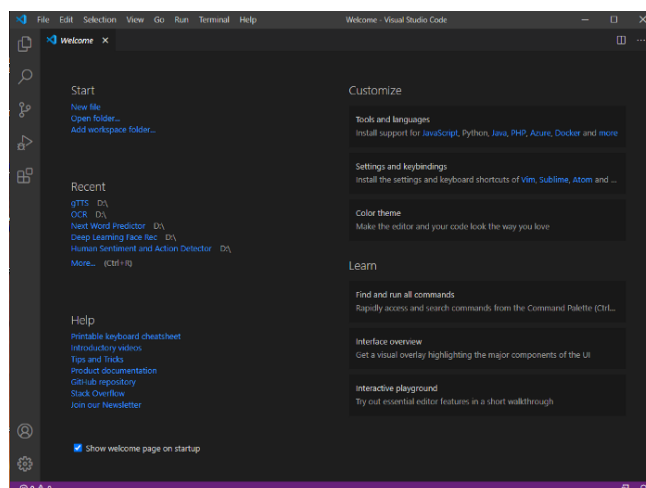 File Edit Selection View Go Run Terminal Help Welcome - Visual Studio Code
Welcome
Start
New file
Open folder...
Add workspace folder...
Recent
gTTS D:\
OCR D:\
Next Word Predictor D:\
Deep Learning Face Rec D:\
Human Sentiment and Action Detector D:\
More... (Ctrl+R)
Help
Printable keyboard cheatsheet
Introductory videos
Tips and Tricks
Product documentation
GitHub repository
Stack Overflow
Join our Newsletter
Show welcome page on startup
Customize
Tools and languages
Install support for JavaScript, Python, Java, PHP, Azure, Docker and more
Settings and keybindings
Install the settings and keyboard shortcuts of Vim, Sublime, Atom and ...
Color theme
Make the editor and your code look the way you love
Learn
Find and run all commands
Rapidly access and search commands from the Command Palette (Ctrl...
Interface overview
Get a visual overlay highlighting the major components of the UI
Interactive playground
Try out essential editor features in a short walkthrough